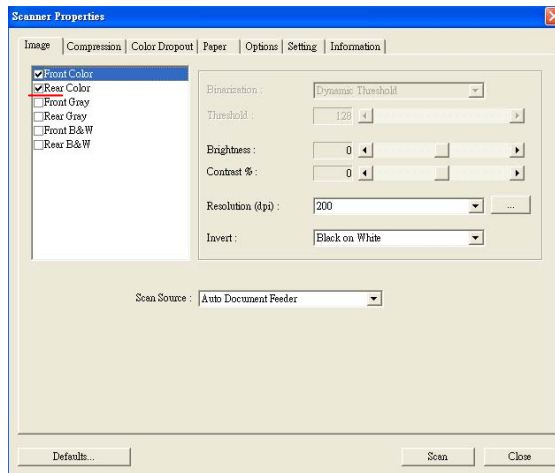 Scanner Properties
Image Compression Color Dropout Paper Options Setting Information
Front Color
Rear Color
Front Gray
Rear Gray
Front B&W
Rear B&W
Binarization : Dynamic Threshold
Threshold : 128
Brightness : 0
Contrast % : 0
Resolution (dpi) : 200 ...
Invert : Black on White
Scan Source : Auto Document Feeder
Defaults... Scan Close